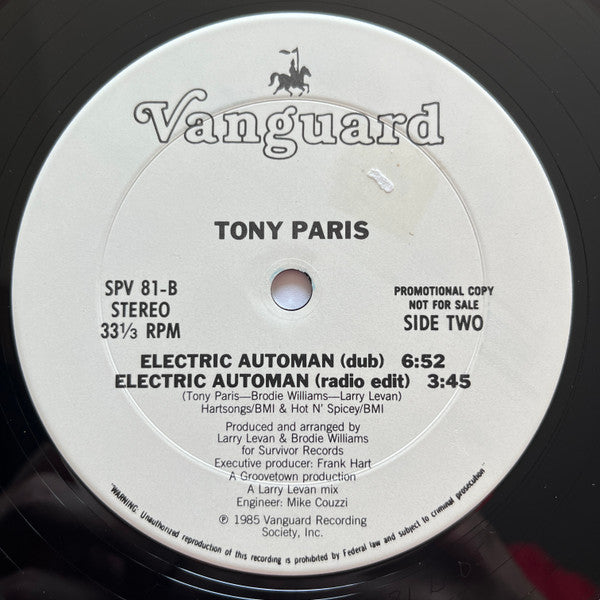 Vanguard
TONY PARIS
SPV 81-B
STEREO
33⅓ RPM
PROMOTIONAL COPY
NOT FOR SALE
SIDE TWO
ELECTRIC AUTOMAN (dub) 6:52
ELECTRIC AUTOMAN (radio edit) 3:45
(Tony Paris—Brodie Williams—Larry Levan)
Hartsongs/BMI & Hot N' Spicey/BMI
Produced and arranged by
Larry Levan & Brodie Williams
for Survivor Records
Executive producer: Frank Hart
A Groovetown production
A Larry Levan mix
Engineer: Mike Couzzi
℗ 1985 Vanguard Recording
Society, Inc.
"WARNING: Unauthorized reproduction of this recording is prohibited by Federal law and subject to criminal prosecution"